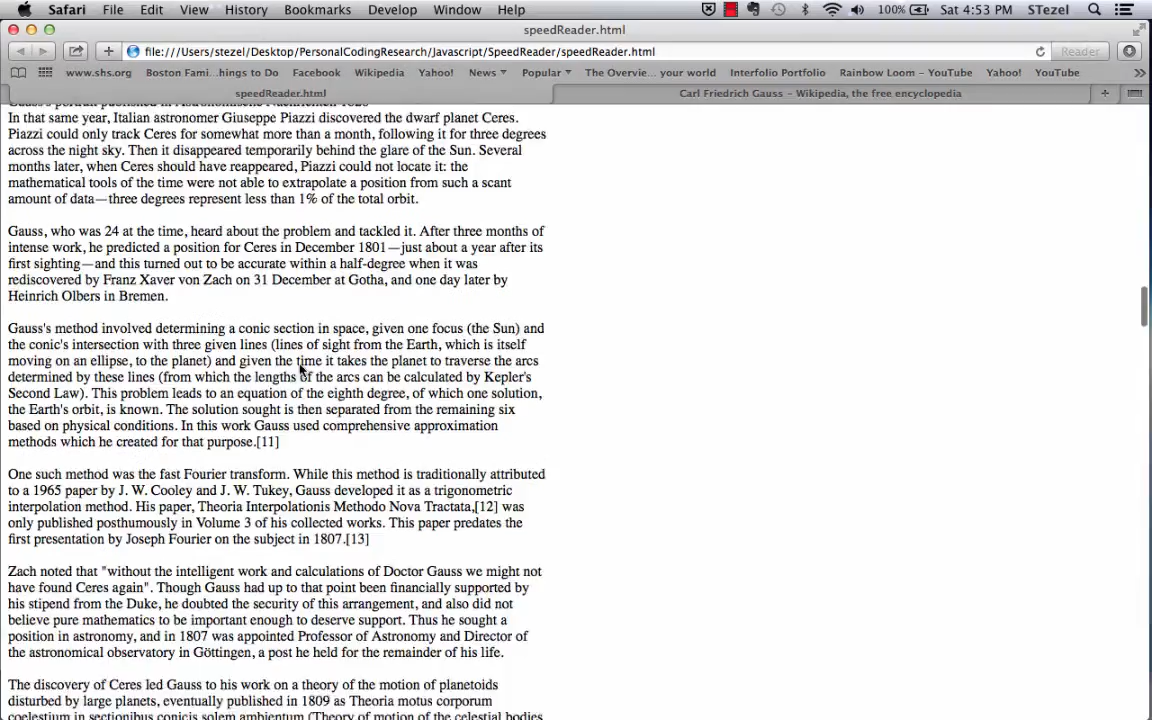 Safari File Edit View History Bookmarks Develop Window Help 100% Sat 4:53 PM STezel
speedReader.html
file:///Users/stezel/Desktop/PersonalCodingResearch/Javascript/SpeedReader/speedReader.html Reader
www.shs.org Boston Fami...hings to Do Facebook Wikipedia Yahoo! News Popular The Overvie... your world Interfolio Portfolio Rainbow Loom – YouTube Yahoo! YouTube
speedReader.html Carl Friedrich Gauss – Wikipedia, the free encyclopedia
Gauss's portrait published in Astronomische Nachrichten 1828
In that same year, Italian astronomer Giuseppe Piazzi discovered the dwarf planet Ceres.
Piazzi could only track Ceres for somewhat more than a month, following it for three degrees
across the night sky. Then it disappeared temporarily behind the glare of the Sun. Several
months later, when Ceres should have reappeared, Piazzi could not locate it: the
mathematical tools of the time were not able to extrapolate a position from such a scant
amount of data—three degrees represent less than 1% of the total orbit.
Gauss, who was 24 at the time, heard about the problem and tackled it. After three months of
intense work, he predicted a position for Ceres in December 1801—just about a year after its
first sighting—and this turned out to be accurate within a half-degree when it was
rediscovered by Franz Xaver von Zach on 31 December at Gotha, and one day later by
Heinrich Olbers in Bremen.
Gauss's method involved determining a conic section in space, given one focus (the Sun) and
the conic's intersection with three given lines (lines of sight from the Earth, which is itself
moving on an ellipse, to the planet) and given the time it takes the planet to traverse the arcs
determined by these lines (from which the lengths of the arcs can be calculated by Kepler's
Second Law). This problem leads to an equation of the eighth degree, of which one solution,
the Earth's orbit, is known. The solution sought is then separated from the remaining six
based on physical conditions. In this work Gauss used comprehensive approximation
methods which he created for that purpose.[11]
One such method was the fast Fourier transform. While this method is traditionally attributed
to a 1965 paper by J. W. Cooley and J. W. Tukey, Gauss developed it as a trigonometric
interpolation method. His paper, Theoria Interpolationis Methodo Nova Tractata,[12] was
only published posthumously in Volume 3 of his collected works. This paper predates the
first presentation by Joseph Fourier on the subject in 1807.[13]
Zach noted that "without the intelligent work and calculations of Doctor Gauss we might not
have found Ceres again". Though Gauss had up to that point been financially supported by
his stipend from the Duke, he doubted the security of this arrangement, and also did not
believe pure mathematics to be important enough to deserve support. Thus he sought a
position in astronomy, and in 1807 was appointed Professor of Astronomy and Director of
the astronomical observatory in Göttingen, a post he held for the remainder of his life.
The discovery of Ceres led Gauss to his work on a theory of the motion of planetoids
disturbed by large planets, eventually published in 1809 as Theoria motus corporum
coelestium in sectionibus conicis solem ambientum (Theory of motion of the celestial bodies